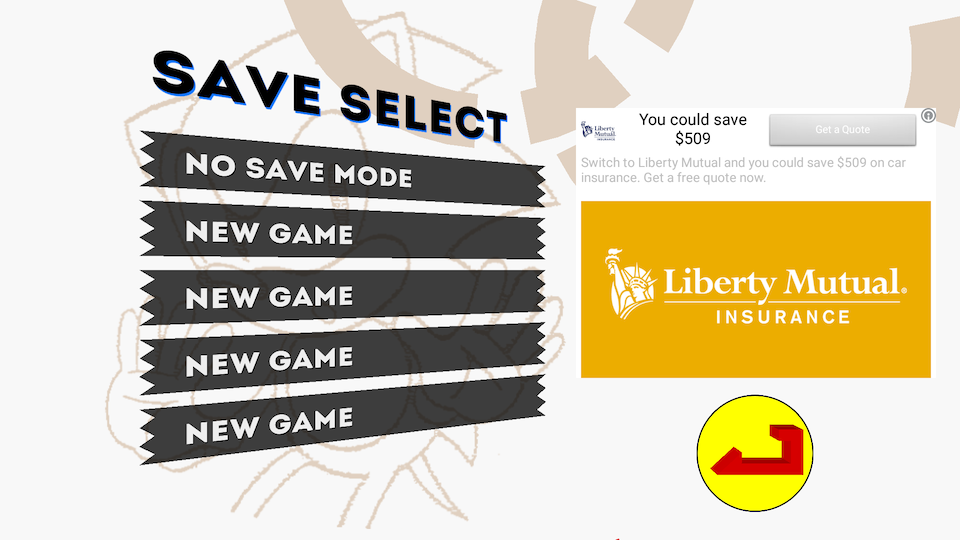 SAVE SELECT
NO SAVE MODE
NEW GAME
NEW GAME
NEW GAME
NEW GAME
Liberty
Mutual
INSURANCE
You could save
$509
Get a Quote
Switch to Liberty Mutual and you could save $509 on car
insurance. Get a free quote now.
Liberty Mutual®
INSURANCE